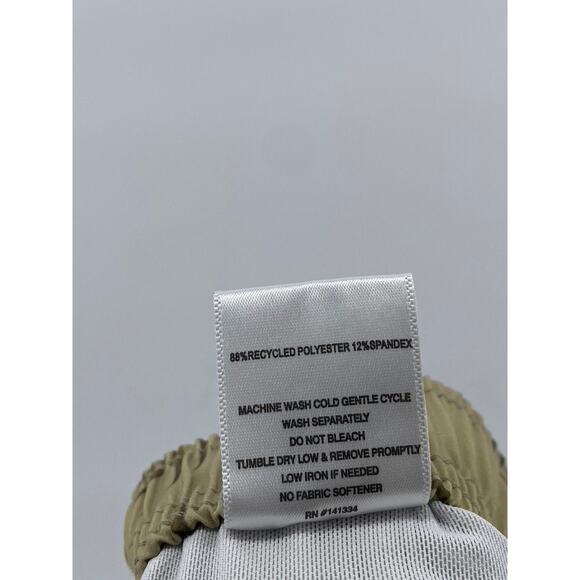 88%RECYCLED POLYESTER 12%SPANDEX
MACHINE WASH COLD GENTLE CYCLE
WASH SEPARATELY
DO NOT BLEACH
TUMBLE DRY LOW & REMOVE PROMPTLY
LOW IRON IF NEEDED
NO FABRIC SOFTENER
RN #141334